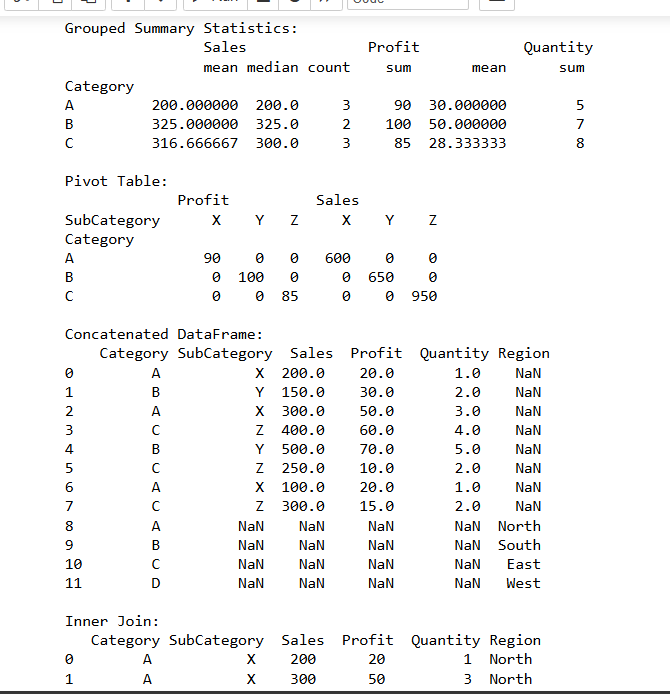 Grouped Summary Statistics:
Sales Profit Quantity
mean median count sum mean sum
Category
A 200.000000 200.0 3 90 30.000000 5
B 325.000000 325.0 2 100 50.000000 7
C 316.666667 300.0 3 85 28.333333 8
Pivot Table:
Profit Sales
SubCategory X Y Z X Y Z
Category
A 90 0 0 600 0 0
B 0 100 0 0 650 0
C 0 0 85 0 0 950
Concatenated DataFrame:
Category SubCategory Sales Profit Quantity Region
0 A X 200.0 20.0 1.0 NaN
1 B Y 150.0 30.0 2.0 NaN
2 A X 300.0 50.0 3.0 NaN
3 C Z 400.0 60.0 4.0 NaN
4 B Y 500.0 70.0 5.0 NaN
5 C Z 250.0 10.0 2.0 NaN
6 A X 100.0 20.0 1.0 NaN
7 C Z 300.0 15.0 2.0 NaN
8 A NaN NaN NaN NaN North
9 B NaN NaN NaN NaN South
10 C NaN NaN NaN NaN East
11 D NaN NaN NaN NaN West
Inner Join:
Category SubCategory Sales Profit Quantity Region
0 A X 200 20 1 North
1 A X 300 50 3 North